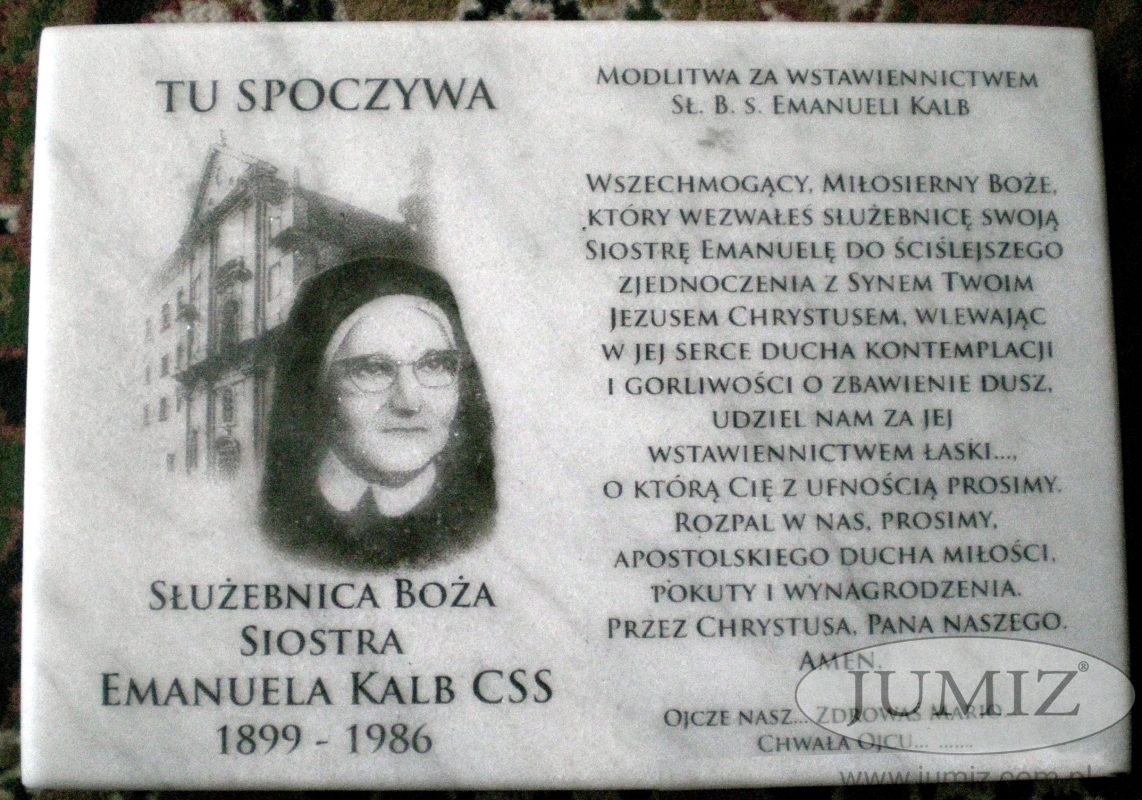 TU SPOCZYWA
SŁUŻEBNICA BOŻA
SIOSTRA
EMANUELA KALB CSS
1899 - 1986
MODLITWA ZA WSTAWIENNICTWEM
SŁ. B. S. EMANUELI KALB
WSZECHMOGĄCY, MIŁOSIERNY BOŻE,
KTÓRY WEZWAŁEŚ SŁUŻEBNICĘ SWOJĄ
SIOSTRĘ EMANUELĘ DO ŚCIŚLEJSZEGO
ZJEDNOCZENIA Z SYNEM TWOIM
JEZUSEM CHRYSTUSEM, WLEWAJĄC
W JEJ SERCE DUCHA KONTEMPLACJI
I GORLIWOŚCI O ZBAWIENIE DUSZ,
UDZIEL NAM ZA JEJ
WSTAWIENNICTWEM ŁASKI...,
O KTÓRĄ CIĘ Z UFNOŚCIĄ PROSIMY.
ROZPAL W NAS, PROSIMY,
APOSTOLSKIEGO DUCHA MIŁOŚCI,
POKUTY I WYNAGRODZENIA.
PRZEZ CHRYSTUSA, PANA NASZEGO.
AMEN.
OJCZE NASZ... ZDROWAŚ MARIO...
CHWAŁA OJCU... .......
JUMIZ®
www.jumiz.com.pl